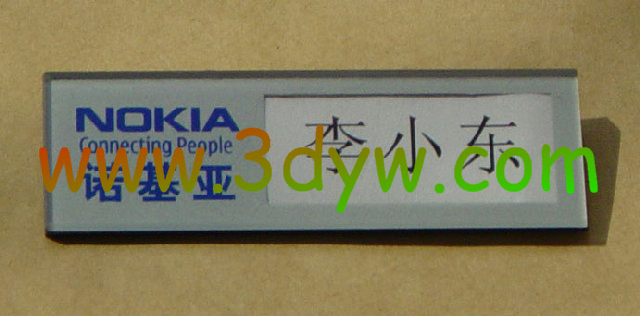 NOKIA
Connecting People
诺基亚
李小东
www.3dyw.com